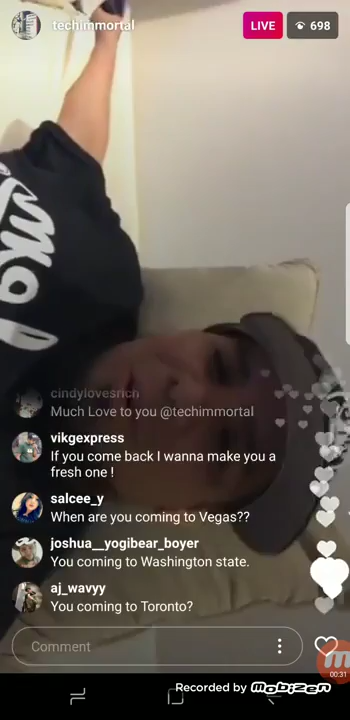 techimmortal
LIVE
698
cindylovesrich
Much Love to you @techimmortal
vikgexpress
If you come back I wanna make you a
fresh one !
salcee_y
When are you coming to Vegas??
joshua__yogibear_boyer
You coming to Washington state.
aj_wavyy
You coming to Toronto?
Comment
00:31
Recorded by Mobizen